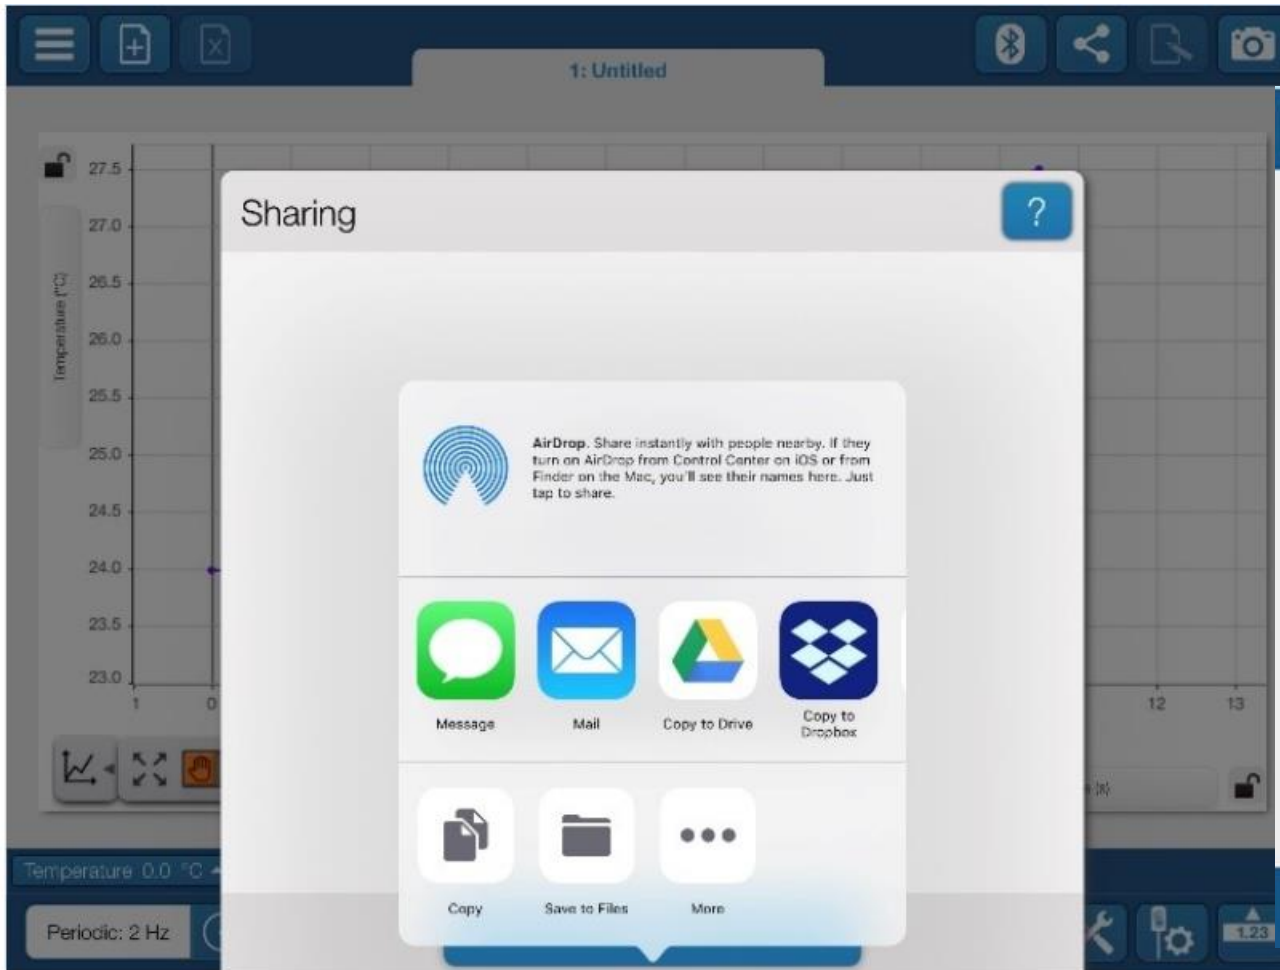 1: Untitled
Sharing
?
27.5
27.0
26.5
26.0
25.5
25.0
24.5
24.0
23.5
23.0
Temperature (°C)
AirDrop. Share instantly with people nearby. If they
turn on AirDrop from Control Center on iOS or from
Finder on the Mac, you'll see their names here. Just
tap to share.
Message
Mail
Copy to Drive
Copy to
Dropbox
1
0
12
13
(s)
Copy
Save to Files
More
Temperature 0.0 °C
Periodic: 2 Hz
1.23